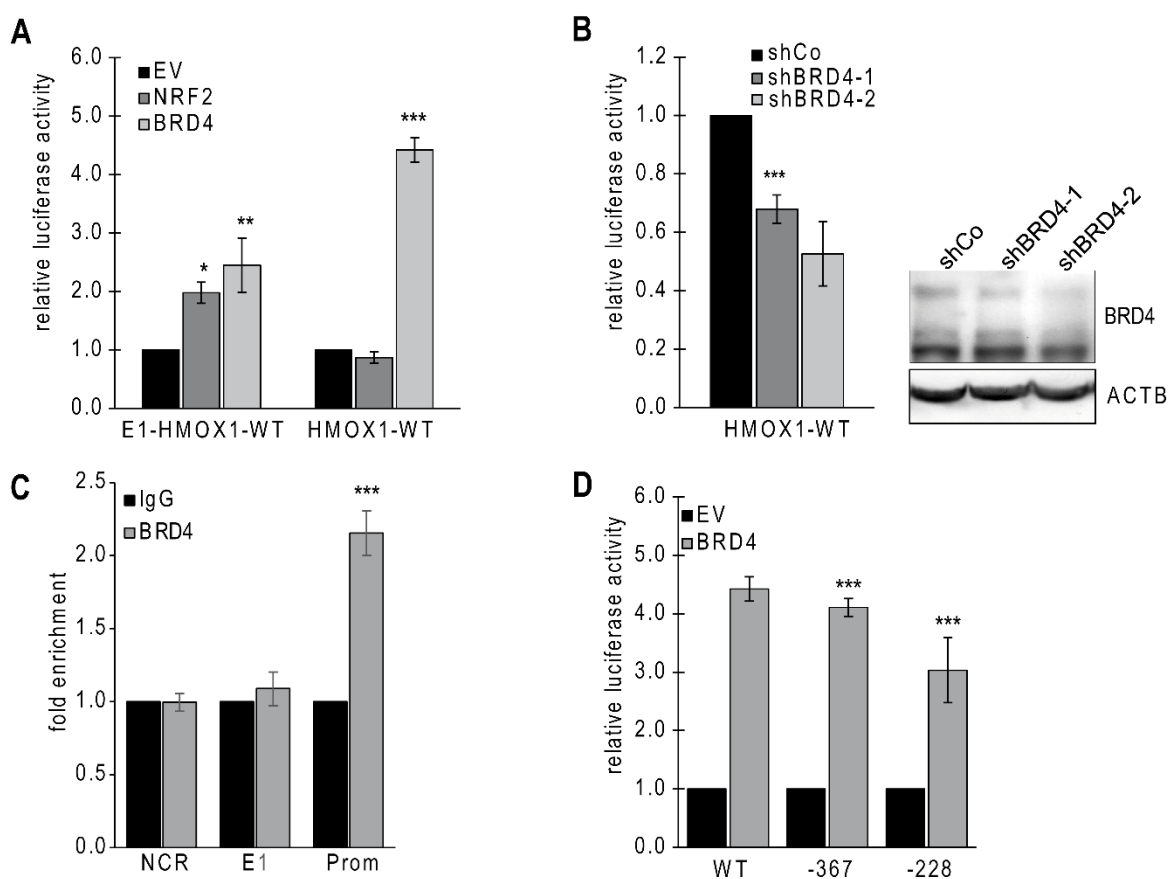 A
relative luciferase activity
6.0
5.0
4.0
3.0
2.0
1.0
0.0
EV
NRF2
BRD4
*
**
***
E1-HMOX1-WT
HMOX1-WT
B
relative luciferase activity
1.2
1.0
0.8
0.6
0.4
0.2
0.0
shCo
shBRD4-1
shBRD4-2
***
HMOX1-WT
shCo
shBRD4-1
shBRD4-2
BRD4
ACTB
C
fold enrichment
2.5
2.0
1.5
1.0
0.5
0.0
IgG
BRD4
***
NCR
E1
Prom
D
relative luciferase activity
6.0
5.0
4.0
3.0
2.0
1.0
0.0
EV
BRD4
***
***
WT
-367
-228